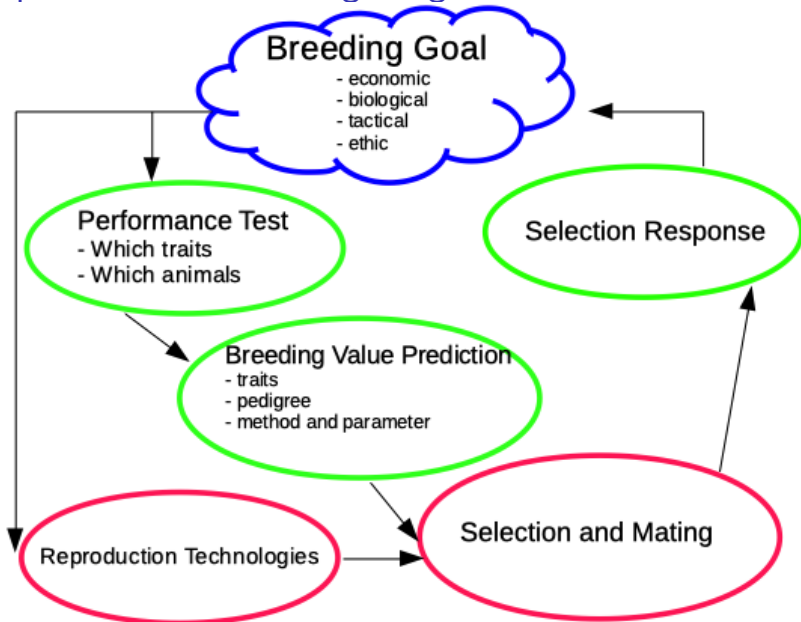 Breeding Goal
- economic
- biological
- tactical
- ethic
Performance Test
- Which traits
- Which animals
Selection Response
Breeding Value Prediction
- traits
- pedigree
- method and parameter
Selection and Mating
Reproduction Technologies